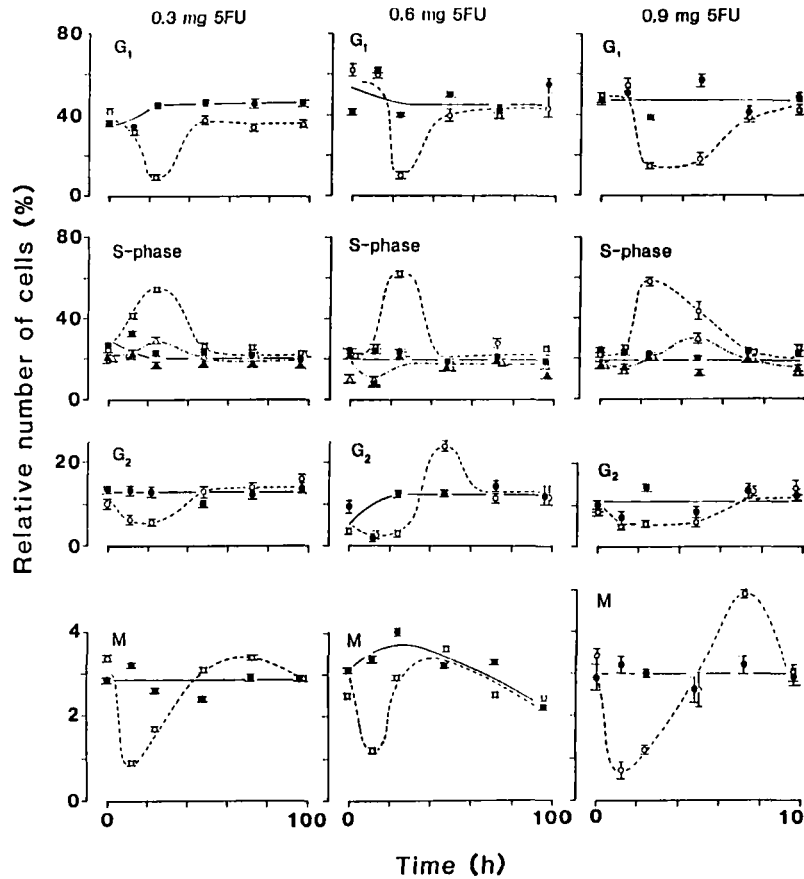 0.3 mg 5FU
0.6 mg 5FU
0.9 mg 5FU
Relative number of cells (%)
80
40
0
G₁
G₁
G₁
80
40
0
S-phase
S-phase
S-phase
20
0
G₂
G₂
G₂
4
2
0
M
M
M
0
100
0
100
0
10
Time (h)